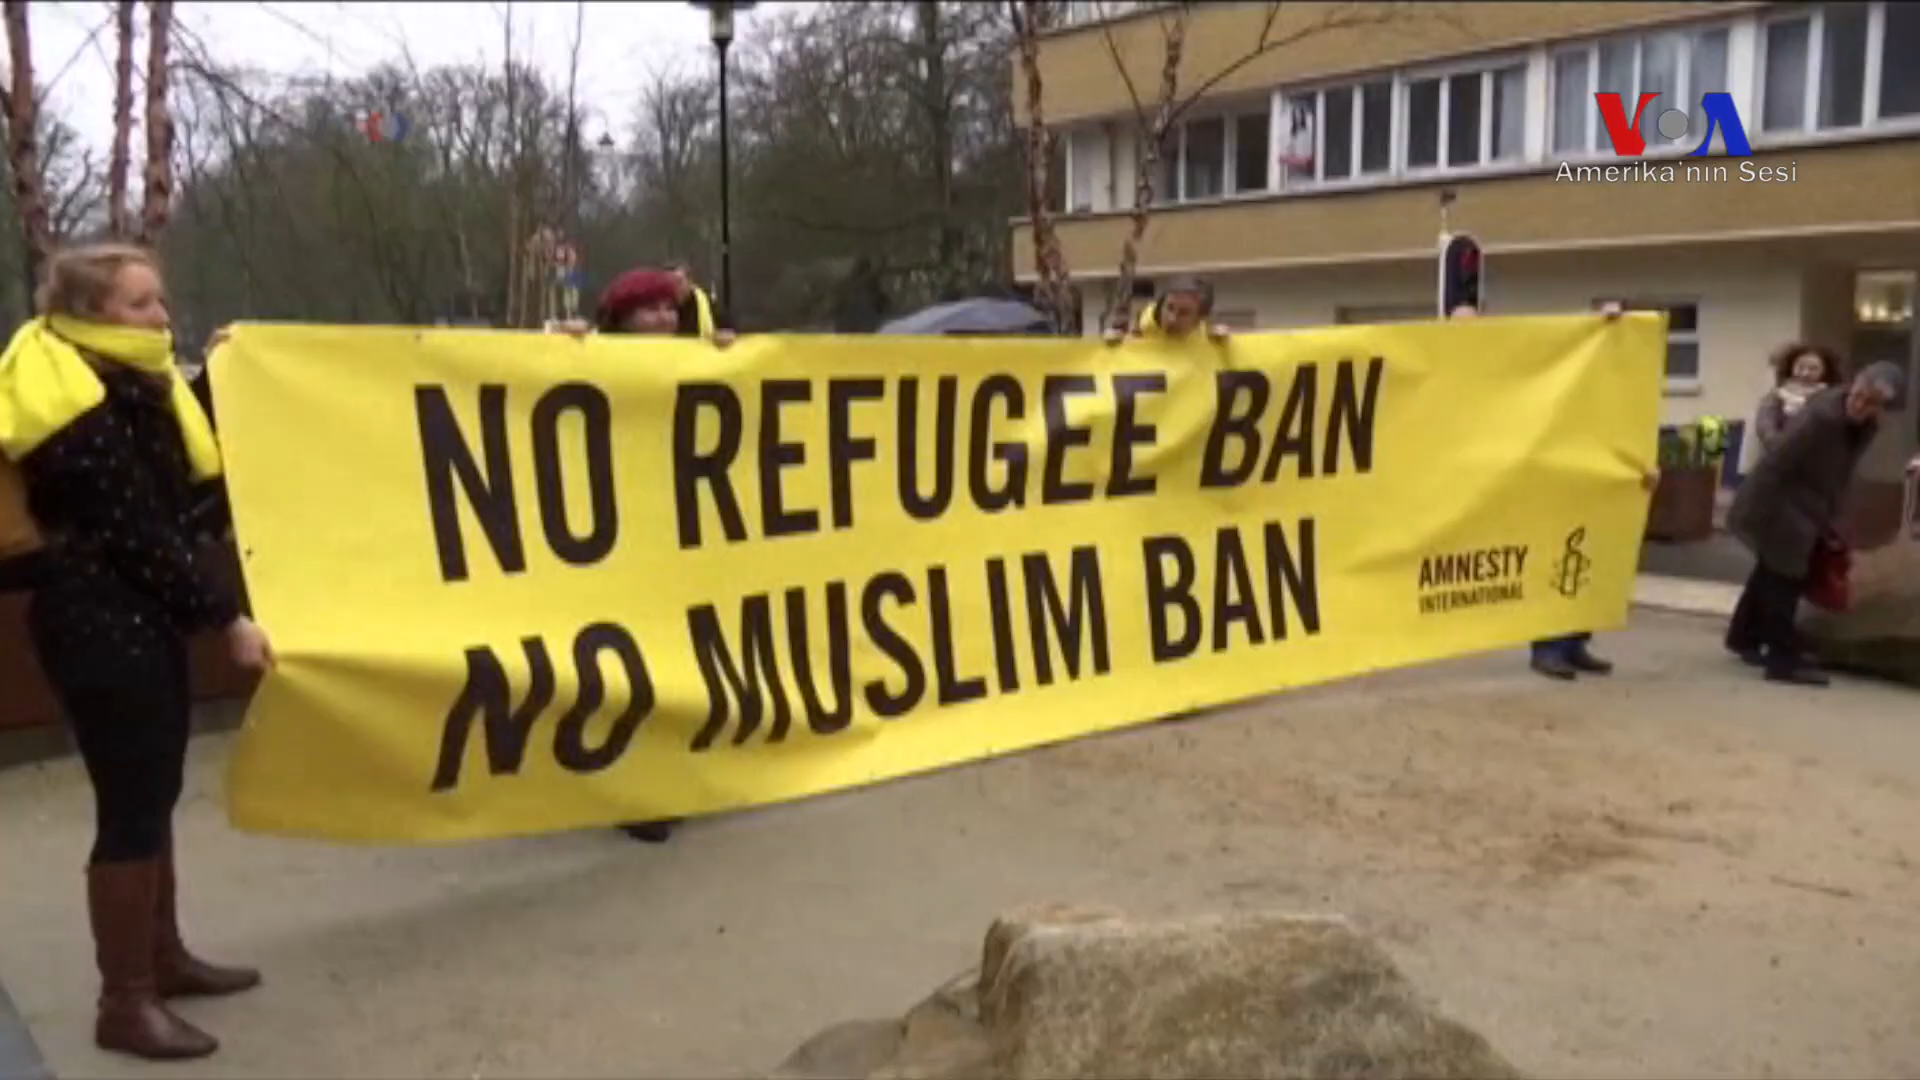 VOA
Amerika'nın Sesi
NO REFUGEE BAN
NO MUSLIM BAN
AMNESTY
INTERNATIONAL